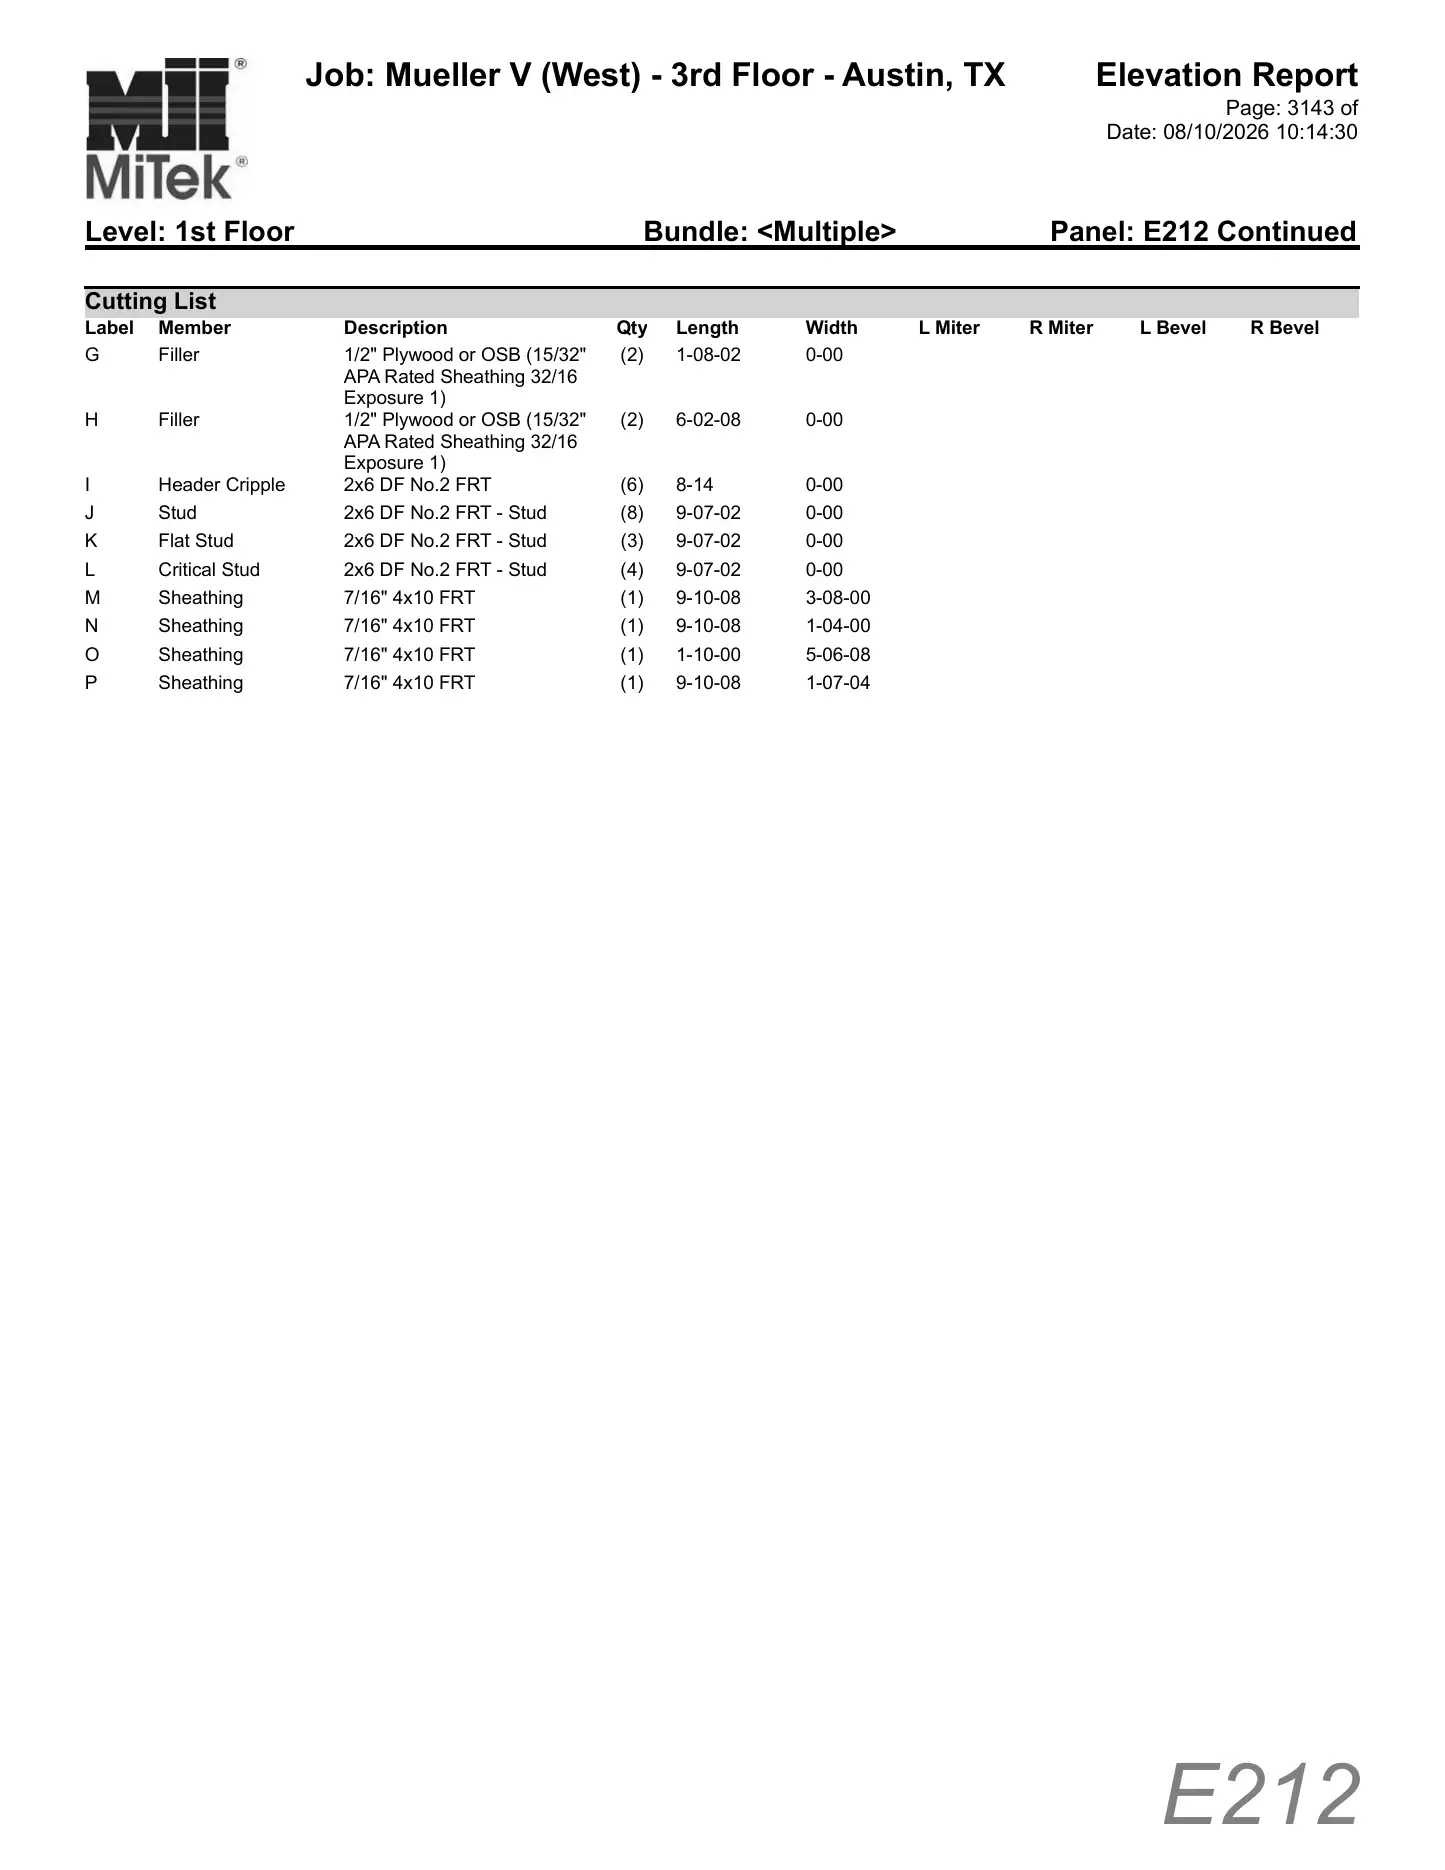 Job: Mueller V (West) - 3rd Floor - Austin, TX
Elevation Report
Page: 3143 of
Date: 08/10/2026 10:14:30
MiTek®
Level: 1st Floor Bundle: <Multiple> Panel: E212 Continued
Cutting List
Label Member Description Qty Length Width L Miter R Miter L Bevel R Bevel
G Filler 1/2" Plywood or OSB (15/32" (2) 1-08-02 0-00
APA Rated Sheathing 32/16
Exposure 1)
H Filler 1/2" Plywood or OSB (15/32" (2) 6-02-08 0-00
APA Rated Sheathing 32/16
Exposure 1)
I Header Cripple 2x6 DF No.2 FRT (6) 8-14 0-00
J Stud 2x6 DF No.2 FRT - Stud (8) 9-07-02 0-00
K Flat Stud 2x6 DF No.2 FRT - Stud (3) 9-07-02 0-00
L Critical Stud 2x6 DF No.2 FRT - Stud (4) 9-07-02 0-00
M Sheathing 7/16" 4x10 FRT (1) 9-10-08 3-08-00
N Sheathing 7/16" 4x10 FRT (1) 9-10-08 1-04-00
O Sheathing 7/16" 4x10 FRT (1) 1-10-00 5-06-08
P Sheathing 7/16" 4x10 FRT (1) 9-10-08 1-07-04
E212